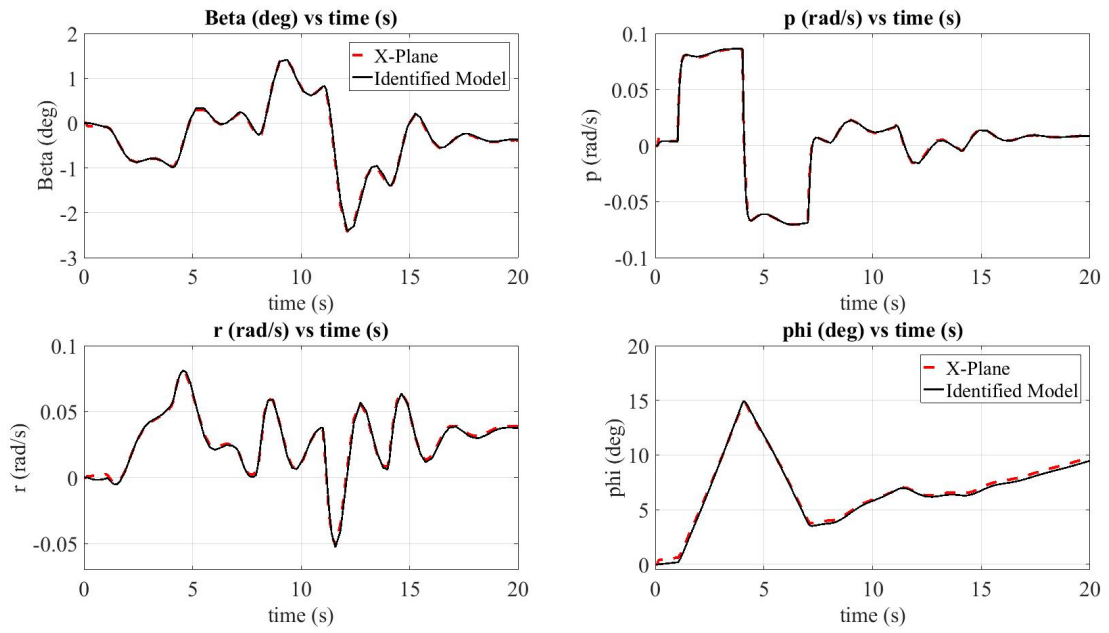 Beta (deg) vs time (s)
2
1
0
-1
-2
-3
Beta (deg)
X-Plane
Identified Model
0 5 10 15 20
time (s)
p (rad/s) vs time (s)
0.1
0.05
0
-0.05
-0.1
p (rad/s)
0 5 10 15 20
time (s)
r (rad/s) vs time (s)
0.1
0.05
0
-0.05
r (rad/s)
0 5 10 15 20
time (s)
phi (deg) vs time (s)
20
15
10
5
0
phi (deg)
X-Plane
Identified Model
0 5 10 15 20
time (s)